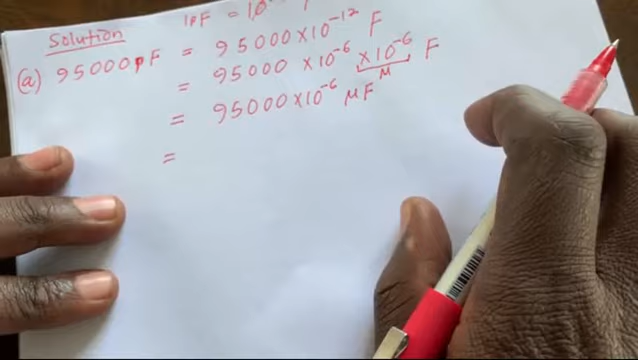 1pF = 10
Solution
(a) 95000pF = 95000×10⁻¹² F
= 95000 ×10⁻⁶ ×10⁻⁶ F
μ
= 95000×10⁻⁶ μF
=